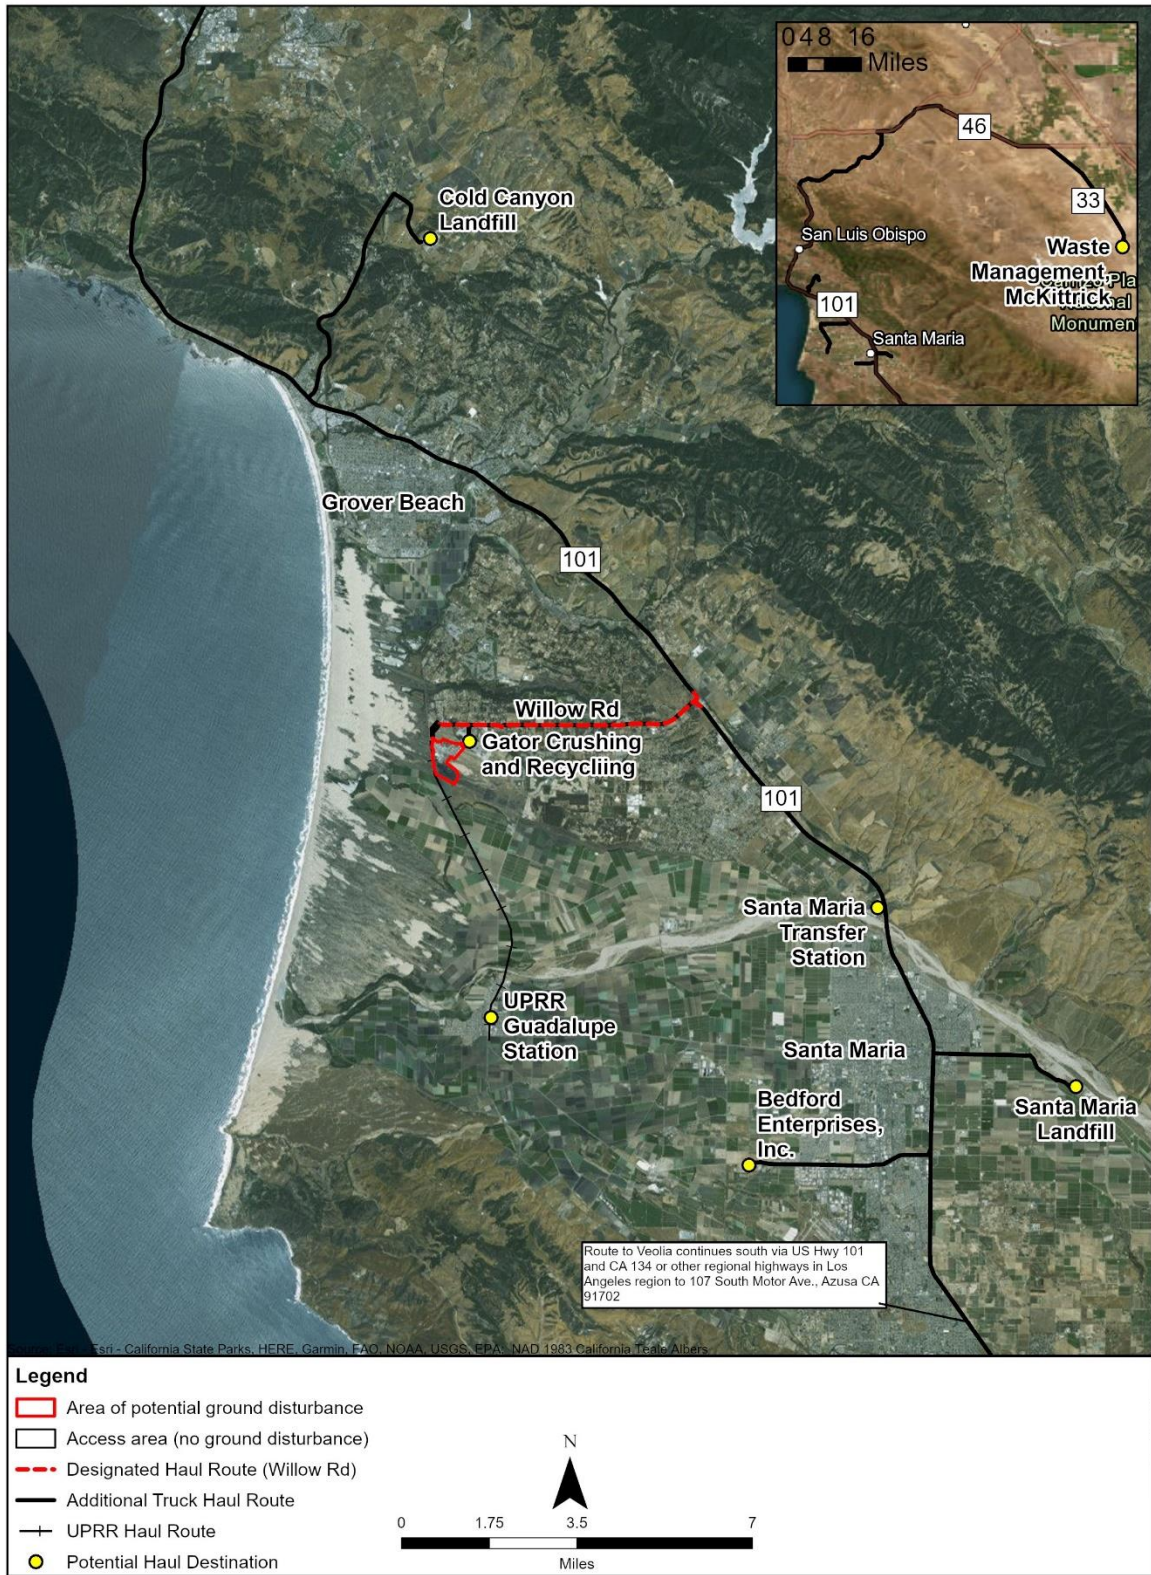 0 4 8 16
Miles
46
33
San Luis Obispo
Waste
Management,
McKittrick
Monumen
101
Santa Maria
Cold Canyon
Landfill
Grover Beach
101
Willow Rd
Gator Crushing
and Recycliing
101
Santa Maria
Transfer
Station
UPRR
Guadalupe
Station
Santa Maria
Bedford
Enterprises,
Inc.
Santa Maria
Landfill
Route to Veolia continues south via US Hwy 101
and CA 134 or other regional highways in Los
Angeles region to 107 South Motor Ave., Azusa CA
91702
Esri - California State Parks, HERE, Garmin, FAO, NOAA, USGS, EPA; NAD 1983 California Teale Albers
Legend
Area of potential ground disturbance
Access area (no ground disturbance)
Designated Haul Route (Willow Rd)
Additional Truck Haul Route
UPRR Haul Route
Potential Haul Destination
N
0 1.75 3.5 7
Miles